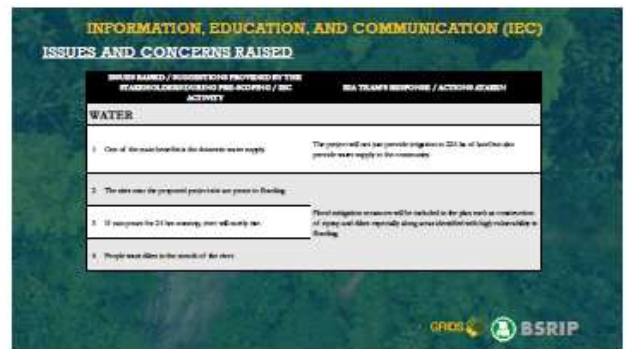 INFORMATION, EDUCATION, AND COMMUNICATION (IEC)
ISSUES AND CONCERNS RAISED
ISSUES RAISED / SUGGESTIONS PROVIDED BY THE
STAKEHOLDERS DURING PRE-SCOPING / IEC
ACTIVITY
EIA TEAM'S RESPONSE / ACTIONS TAKEN
WATER
1 One of the main benefits is the domestic water supply.
The project will not just provide irrigation to ha of land but also
provide water supply to the community.
2 The sites near the proposed project site are prone to flooding.
3 If rain pours for 24 hrs running, river will surely rise.
Flood mitigation measures will be included in the plan such as construction
of riprap and dikes especially along areas identified with high vulnerability to
flooding.
4 People want dikes in the mouth of the river.
GRIDS
BSRIP